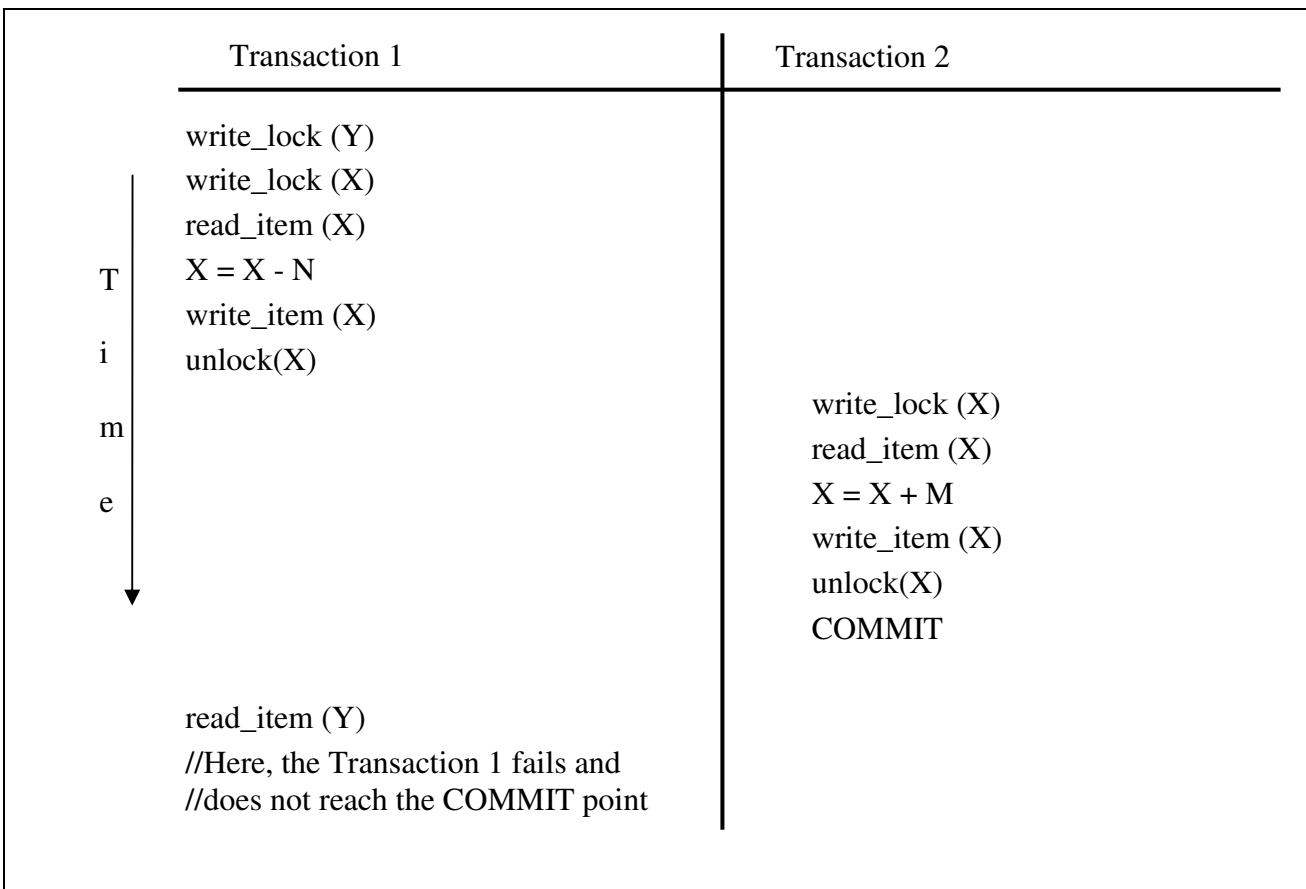 Transaction 1
Transaction 2
write_lock (Y)
write_lock (X)
read_item (X)
X = X - N
write_item (X)
unlock(X)
T
i
m
e
write_lock (X)
read_item (X)
X = X + M
write_item (X)
unlock(X)
COMMIT
read_item (Y)
//Here, the Transaction 1 fails and
//does not reach the COMMIT point